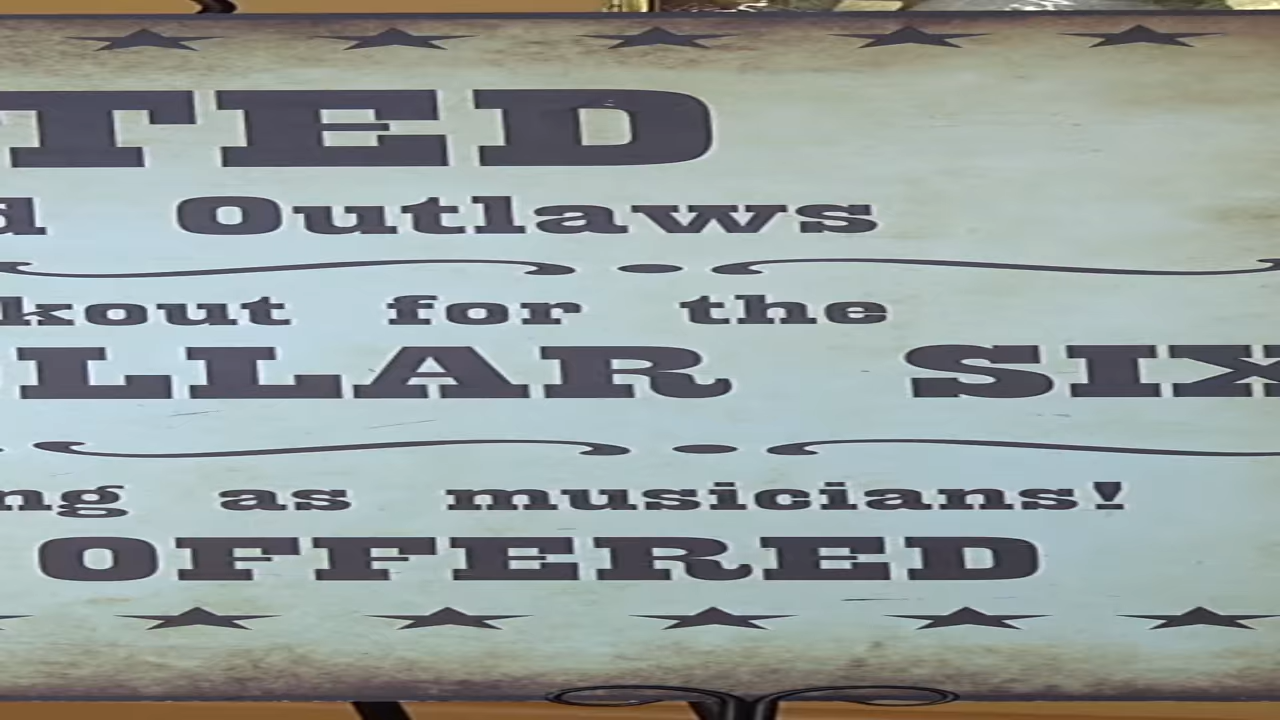 TED
d Outlaws
kout for the
LLAR SIX
ng as musicians!
OFFERED